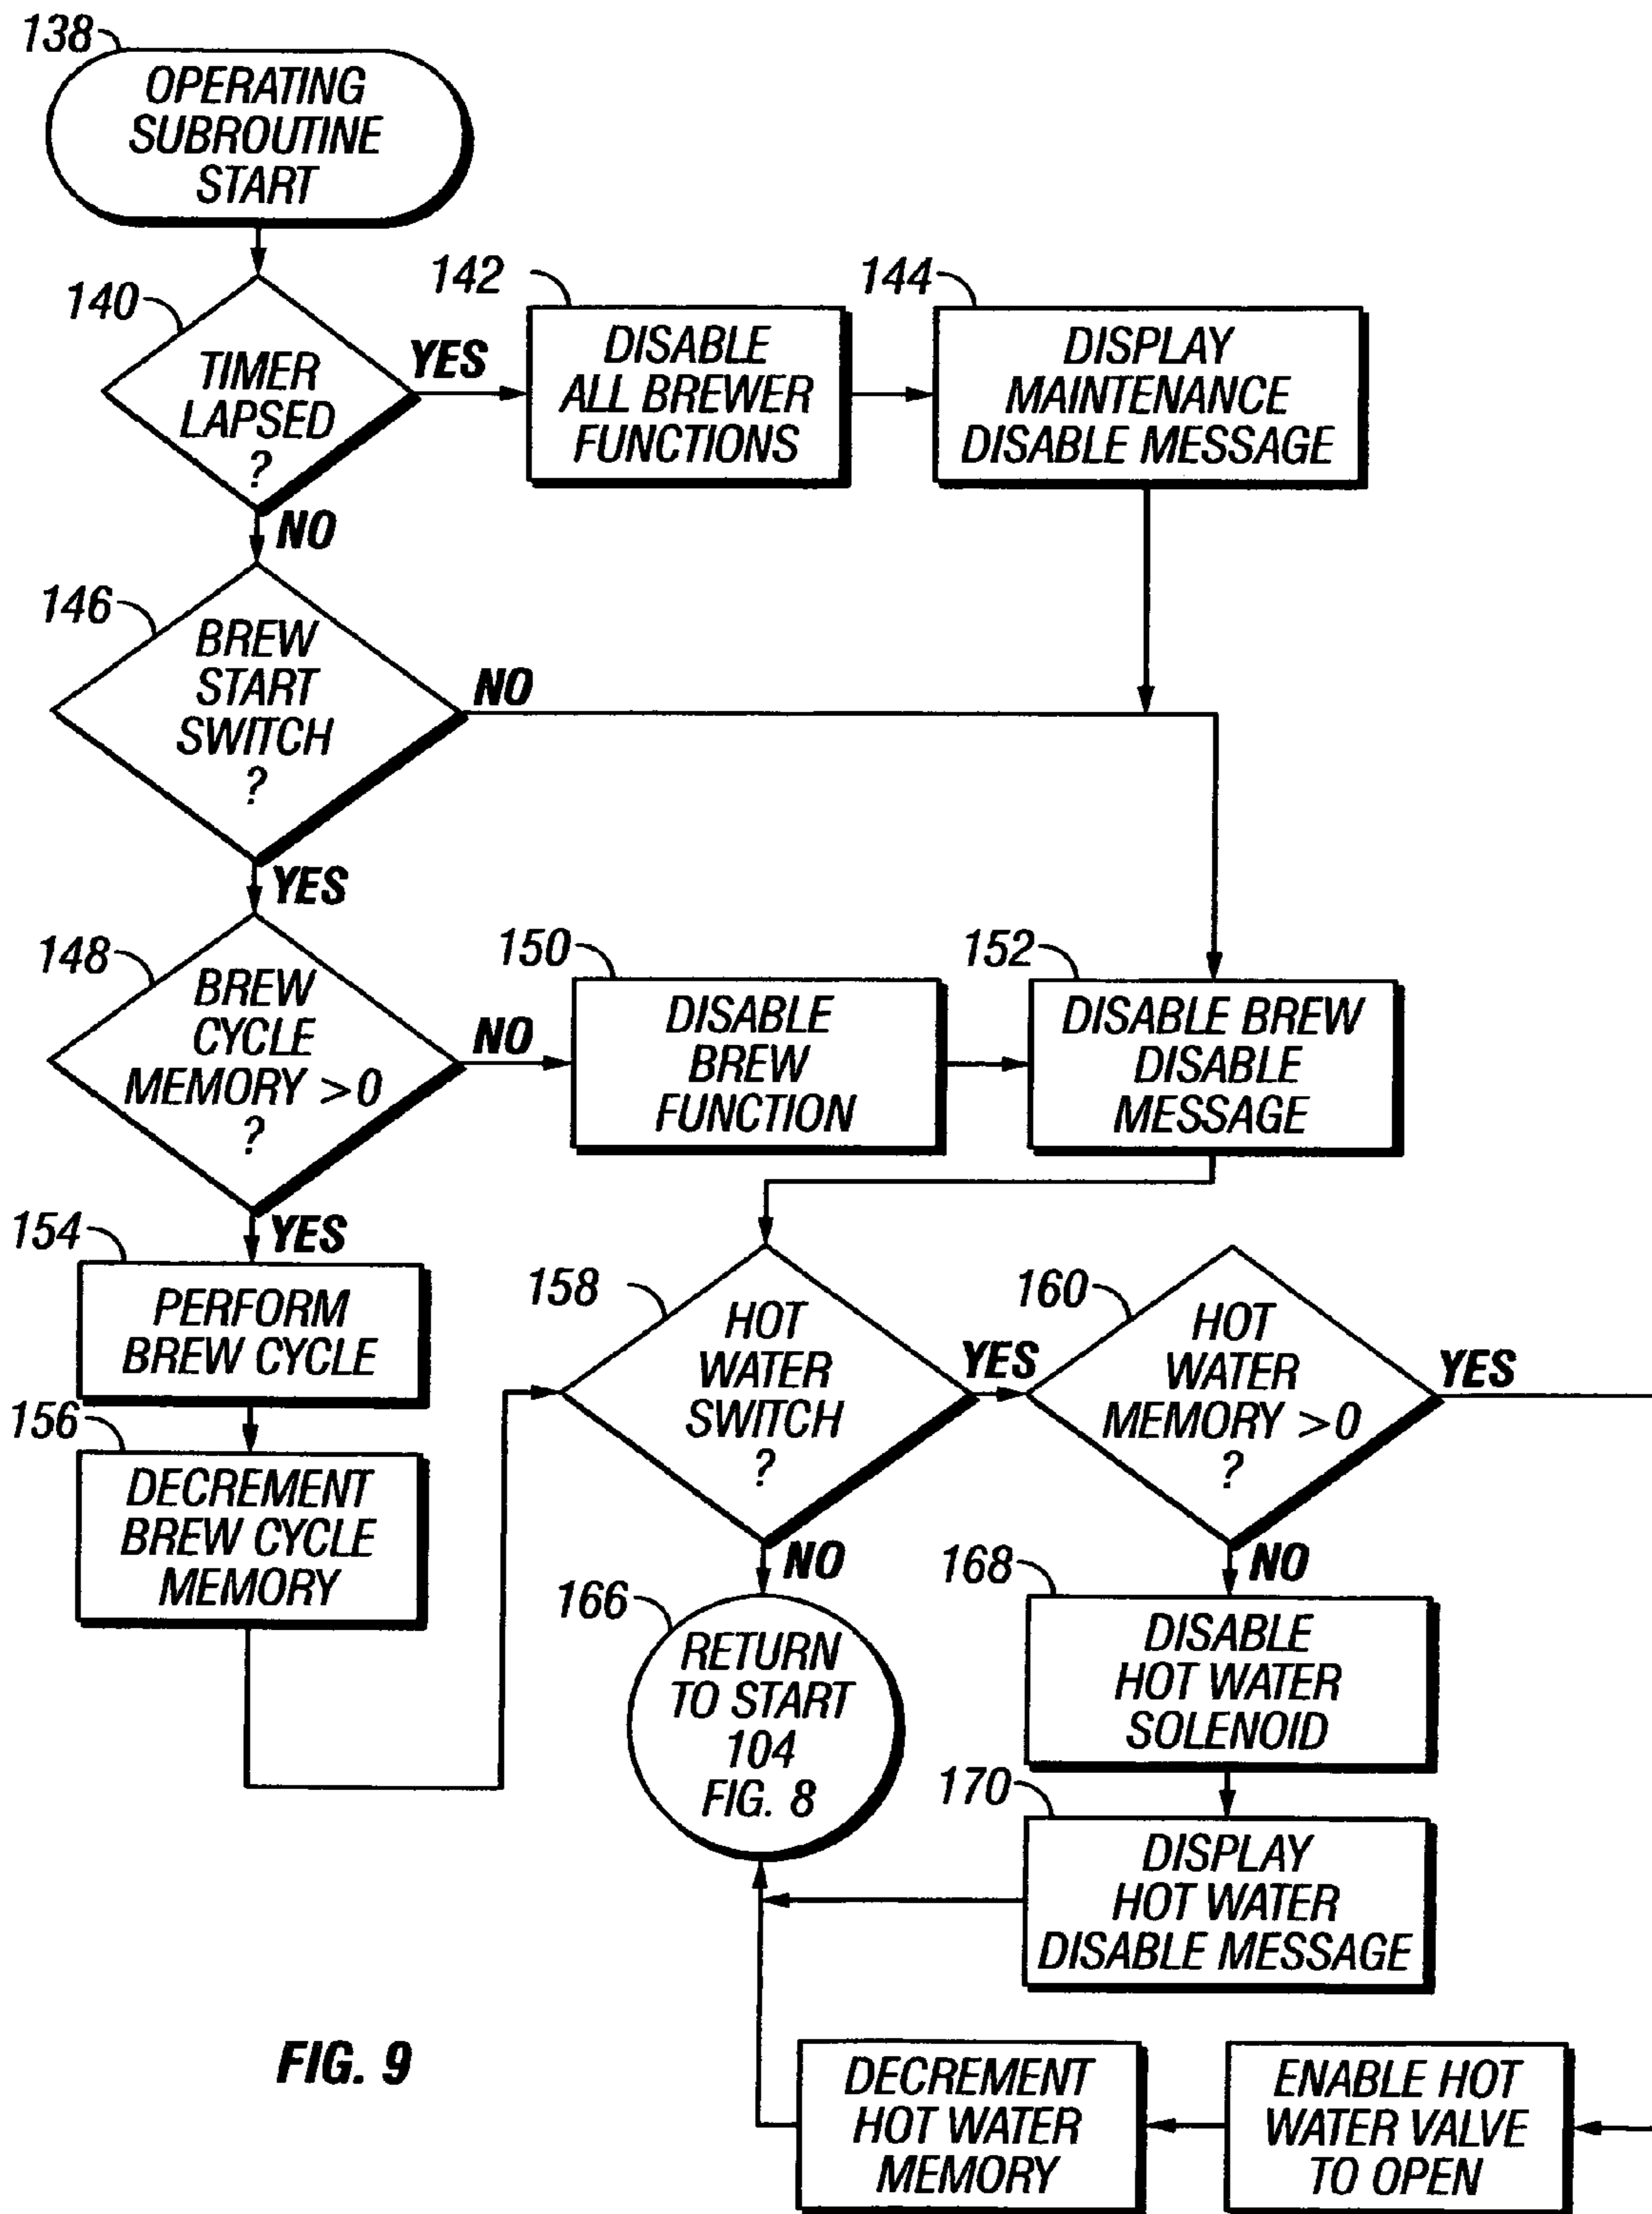 138
OPERATING
SUBROUTINE
START
140
TIMER
LAPSED
?
YES
142
DISABLE
ALL BREWER
FUNCTIONS
144
DISPLAY
MAINTENANCE
DISABLE MESSAGE
NO
146
BREW
START
SWITCH
?
NO
YES
148
BREW
CYCLE
MEMORY >0
?
NO
150
DISABLE
BREW
FUNCTION
152
DISABLE BREW
DISABLE
MESSAGE
YES
154
PERFORM
BREW CYCLE
156
DECREMENT
BREW CYCLE
MEMORY
158
HOT
WATER
SWITCH
?
YES
160
HOT
WATER
MEMORY >0
?
YES
NO
166
RETURN
TO START
104
FIG. 8
NO
168
DISABLE
HOT WATER
SOLENOID
170
DISPLAY
HOT WATER
DISABLE MESSAGE
DECREMENT
HOT WATER
MEMORY
ENABLE HOT
WATER VALVE
TO OPEN
FIG. 9